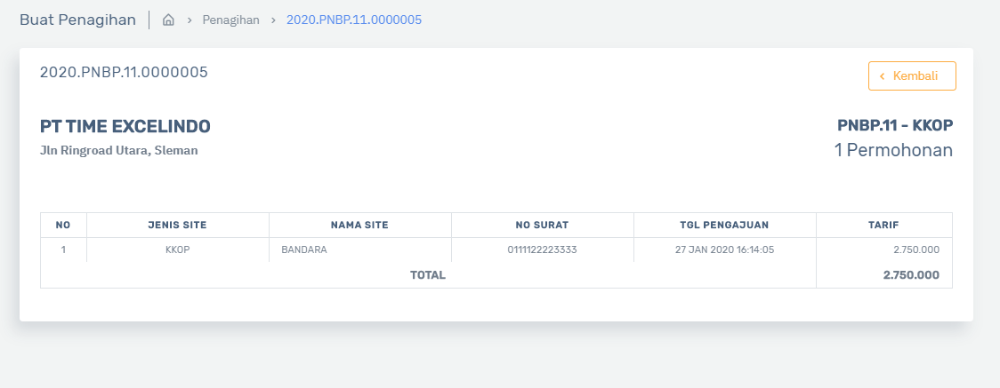 Buat Penagihan Penagihan 2020.PNBP.11.0000005
2020.PNBP.11.0000005
Kembali
PT TIME EXCELINDO
PNBP.11 - KKOP
Jln Ringroad Utara, Sleman
1 Permohonan
NO JENIS SITE NAMA SITE NO SURAT TGL PENGAJUAN TARIF
1 KKOP BANDARA 0111122223333 27 JAN 2020 16:14:05 2.750.000
TOTAL 2.750.000